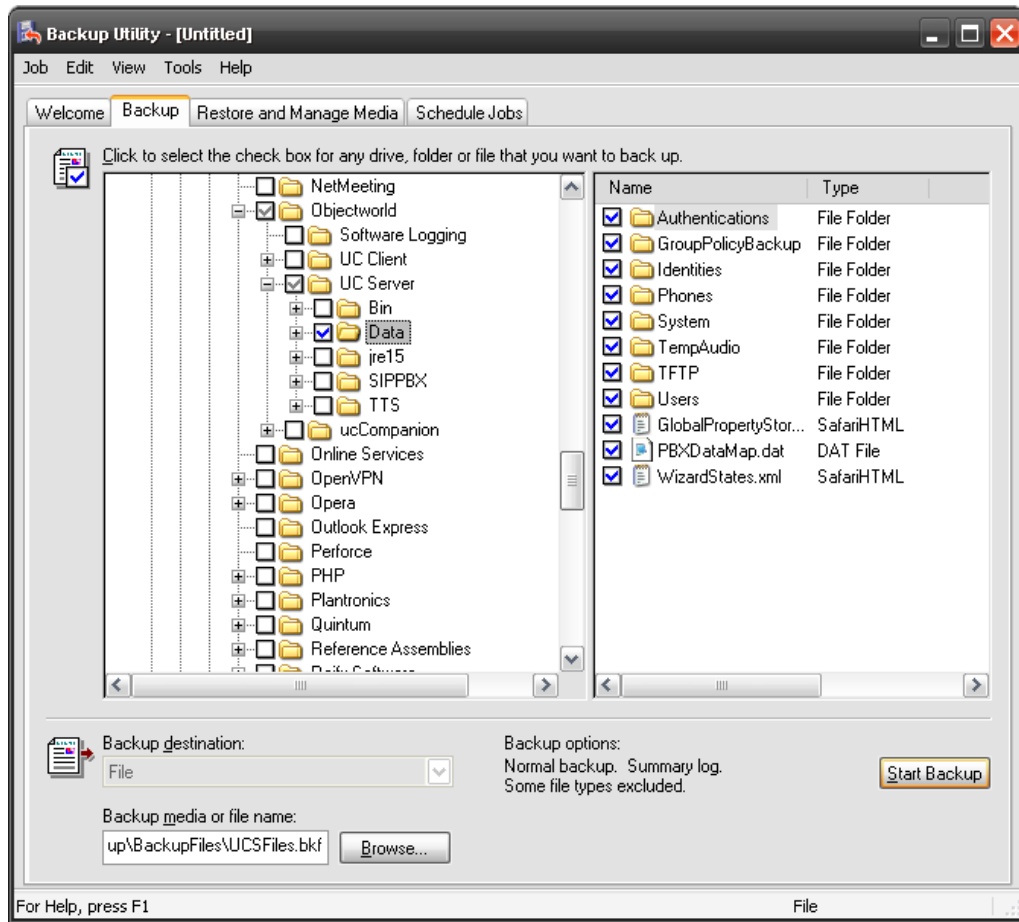 Backup Utility - [Untitled]
Job Edit View Tools Help
Welcome Backup Restore and Manage Media Schedule Jobs
Click to select the check box for any drive, folder or file that you want to back up.
NetMeeting
Objectworld
Software Logging
UC Client
UC Server
Bin
Data
jre15
SIPPBX
TTS
ucCompanion
Online Services
OpenVPN
Opera
Outlook Express
Perforce
PHP
Plantronics
Quintum
Reference Assemblies
Name Type
Authentications File Folder
GroupPolicyBackup File Folder
Identities File Folder
Phones File Folder
System File Folder
TempAudio File Folder
TFTP File Folder
Users File Folder
GlobalPropertyStor... SafariHTML
PBXDataMap.dat DAT File
WizardStates.xml SafariHTML
Backup destination:
File
Backup media or file name:
up\BackupFiles\UCSFiles.bkf
Browse...
Backup options:
Normal backup. Summary log.
Some file types excluded.
Start Backup
For Help, press F1
File